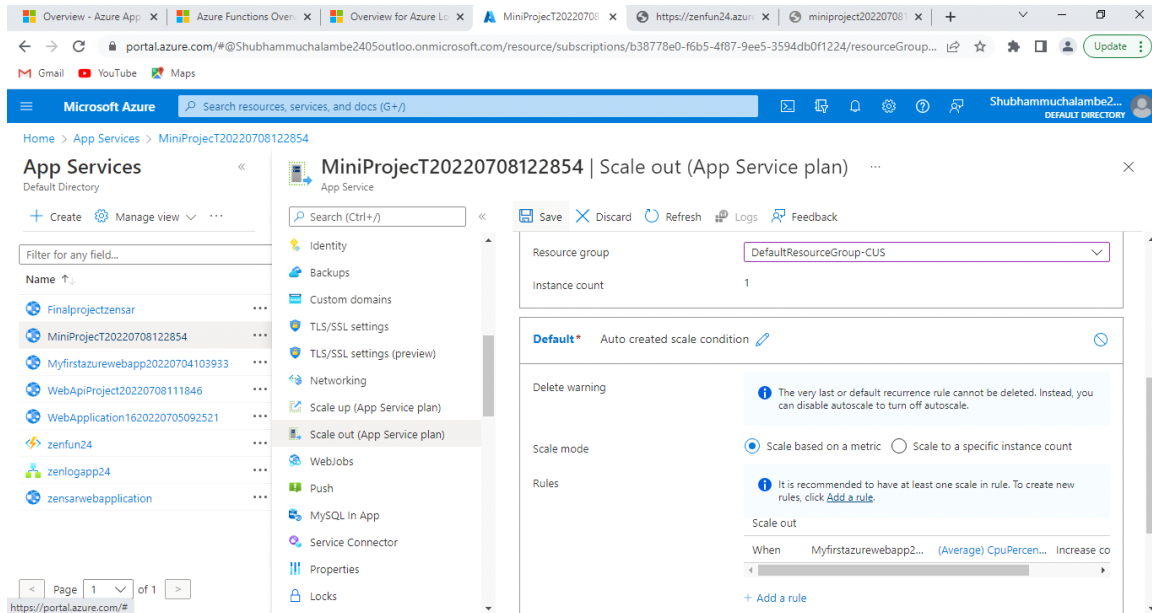 Overview - Azure App
Azure Functions Over
Overview for Azure Lo
MiniProjecT20220708
https://zenfun24.azur
miniproject202207081
portal.azure.com/#@Shubhammuchalambe2405outloo.onmicrosoft.com/resource/subscriptions/b38778e0-f6b5-4f87-9ee5-3594db0f1224/resourceGroup...
Update
Gmail
YouTube
Maps
Microsoft Azure
Search resources, services, and docs (G+/)
Shubhammuchalambe2...
DEFAULT DIRECTORY
Home > App Services > MiniProjecT20220708122854
App Services
Default Directory
Create
Manage view
Filter for any field...
Name ↑↓
Finalprojectzensar
MiniProjecT20220708122854
Myfirstazurewebapp20220704103933
WebApiProject20220708111846
WebApplication1620220705092521
zenfun24
zenlogapp24
zensarwebapplication
< Page 1 of 1 >
https://portal.azure.com/#
MiniProjecT20220708122854 | Scale out (App Service plan) ...
App Service
Search (Ctrl+/)
Identity
Backups
Custom domains
TLS/SSL settings
TLS/SSL settings (preview)
Networking
Scale up (App Service plan)
Scale out (App Service plan)
WebJobs
Push
MySQL In App
Service Connector
Properties
Locks
Save
Discard
Refresh
Logs
Feedback
Resource group
DefaultResourceGroup-CUS
Instance count
1
Default* Auto created scale condition
Delete warning
The very last or default recurrence rule cannot be deleted. Instead, you
can disable autoscale to turn off autoscale.
Scale mode
Scale based on a metric
Scale to a specific instance count
Rules
It is recommended to have at least one scale in rule. To create new
rules, click Add a rule.
Scale out
When Myfirstazurewebapp2... (Average) CpuPercen... Increase co
+ Add a rule